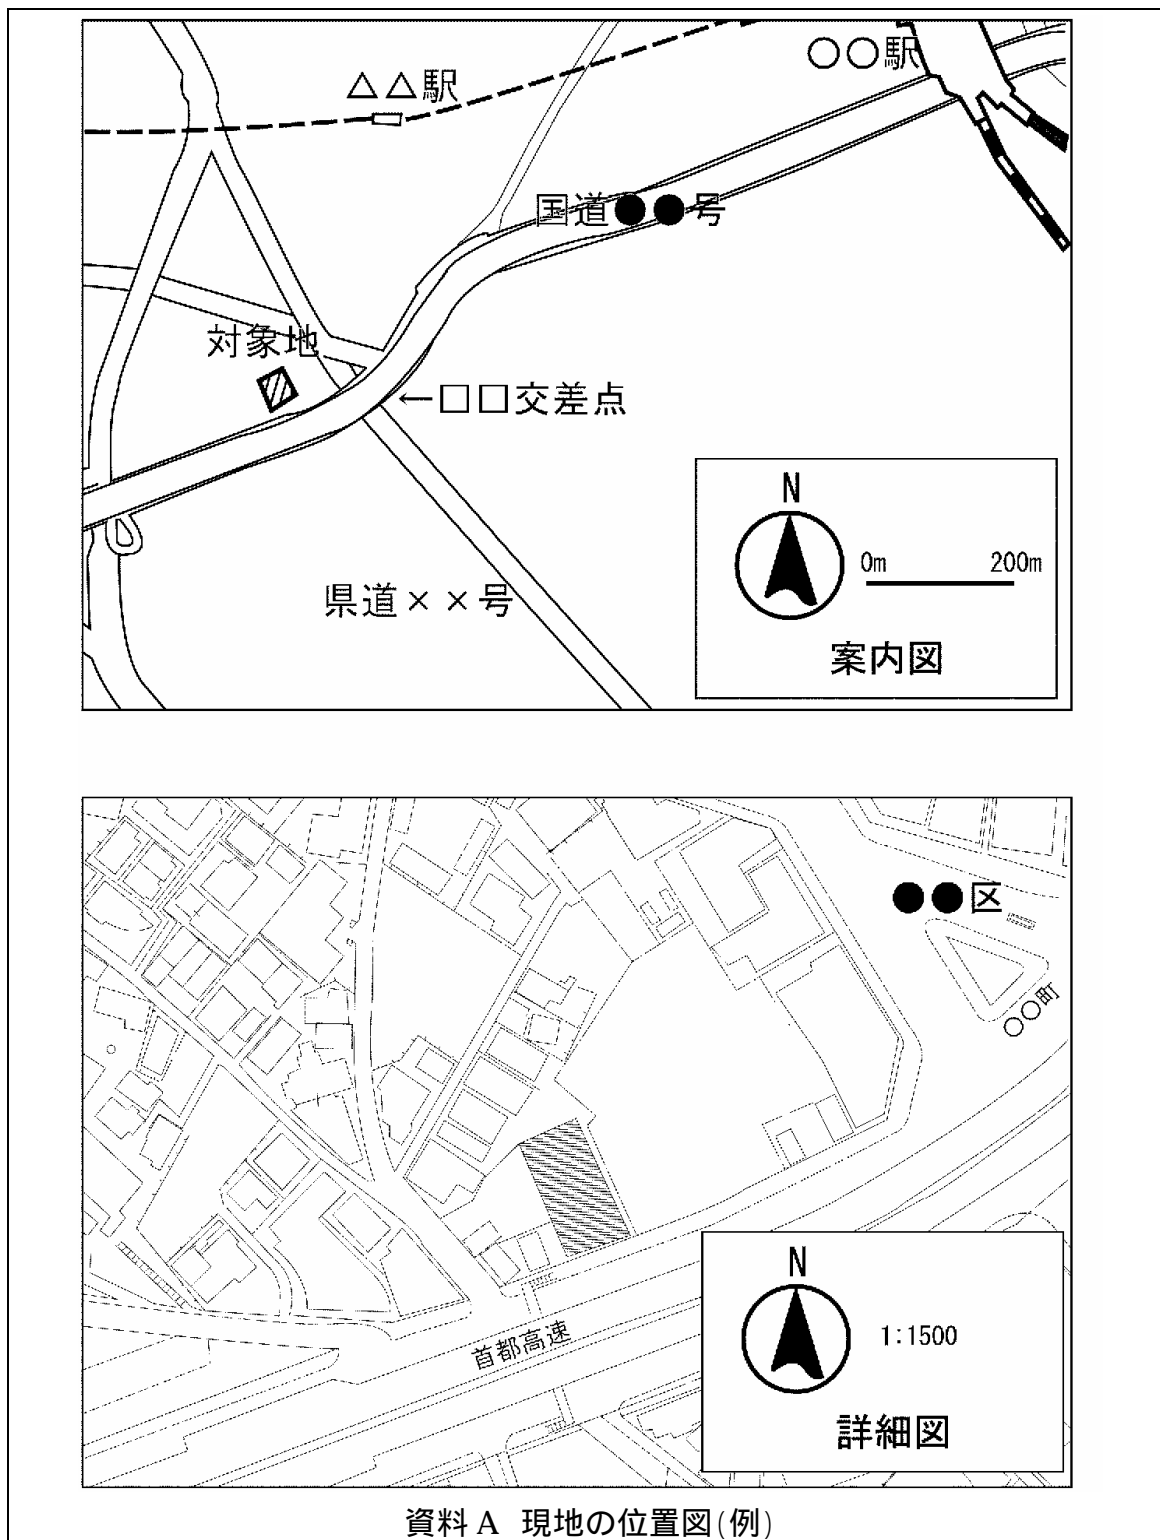 ○○駅
△△駅
国道●●号
対象地
←□□交差点
県道××号
N
0m 200m
案内図
●●区
○○町
首都高速
N
1:1500
詳細図
資料A 現地の位置図(例)